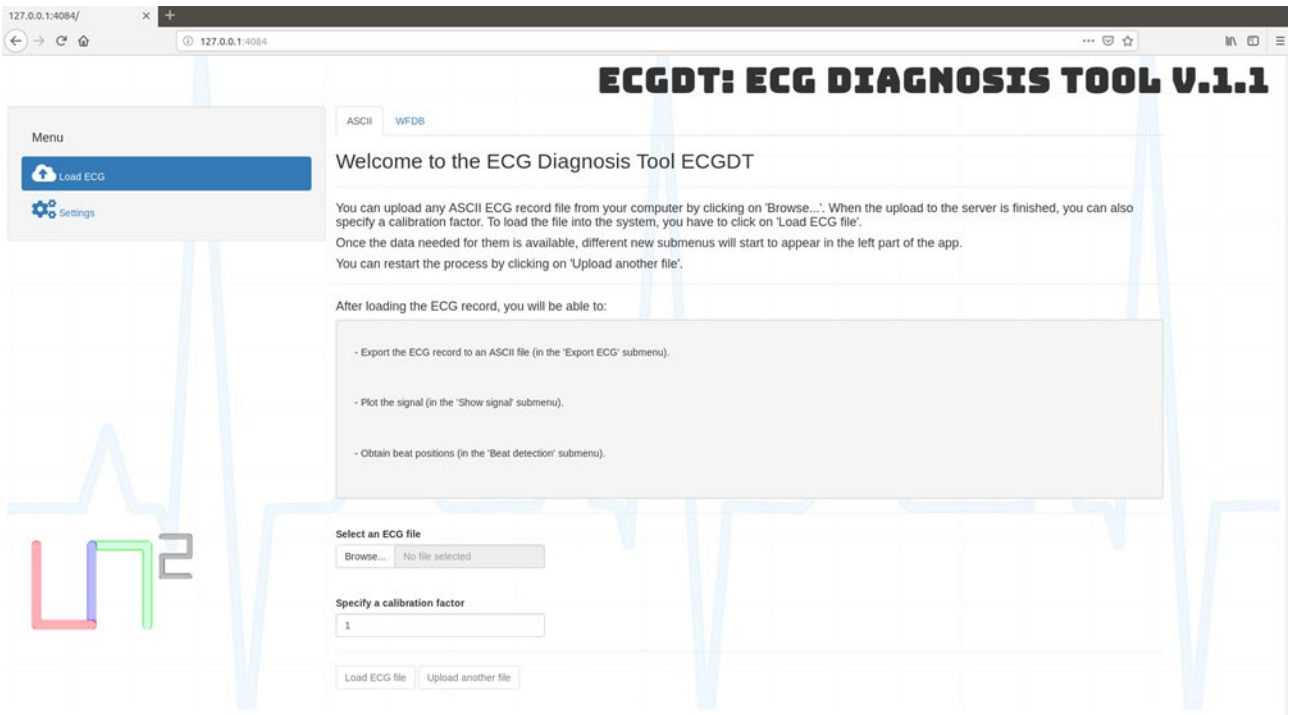 127.0.0.1:4084/
127.0.0.1:4084
ECGDT: ECG DIAGNOSIS TOOL V.1.1
Menu
Load ECG
Settings
ASCII WFDB
Welcome to the ECG Diagnosis Tool ECGDT
You can upload any ASCII ECG record file from your computer by clicking on 'Browse...'. When the upload to the server is finished, you can also
specify a calibration factor. To load the file into the system, you have to click on 'Load ECG file'.
Once the data needed for them is available, different new submenus will start to appear in the left part of the app.
You can restart the process by clicking on 'Upload another file'.
After loading the ECG record, you will be able to:
- Export the ECG record to an ASCII file (in the 'Export ECG' submenu).
- Plot the signal (in the 'Show signal' submenu).
- Obtain beat positions (in the 'Beat detection' submenu).
Select an ECG file
Browse... No file selected
Specify a calibration factor
1
Load ECG file Upload another file